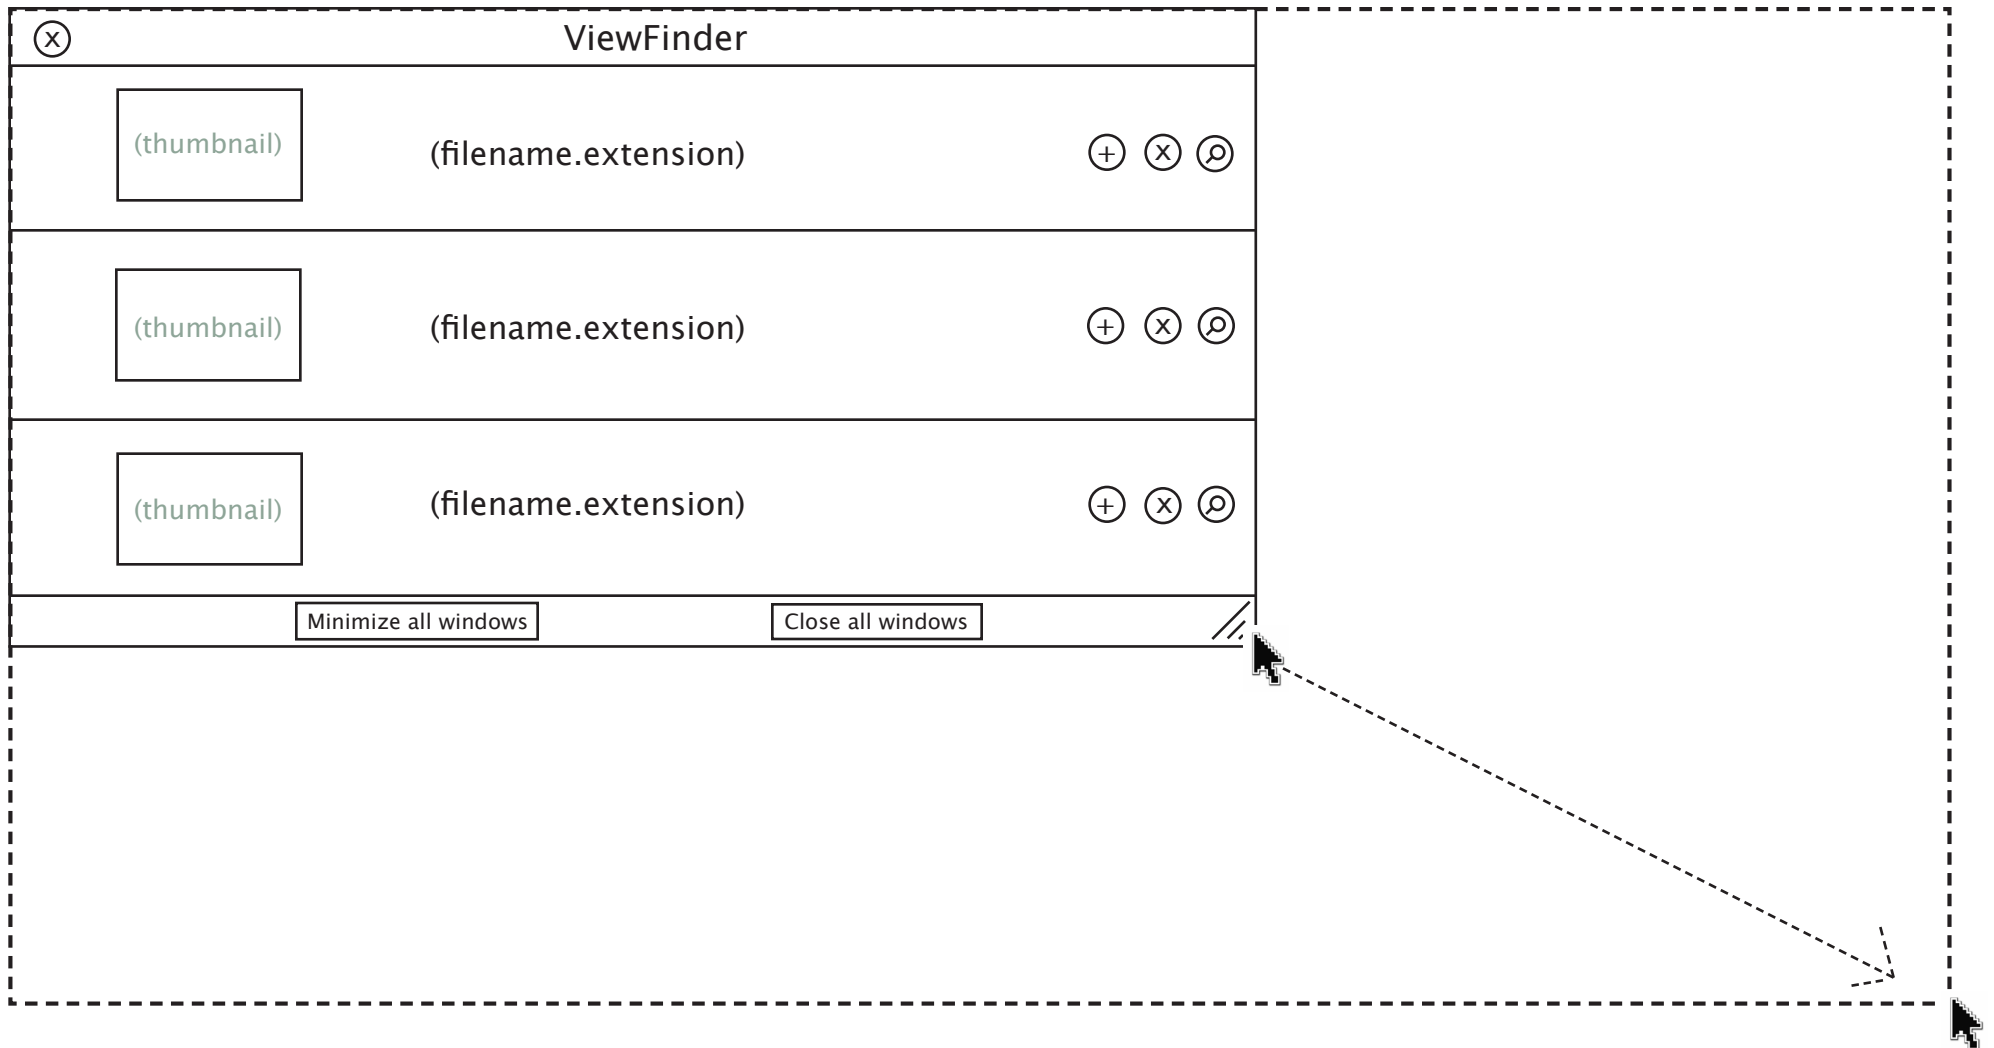 x ViewFinder
(thumbnail) (filename.extension) + x
(thumbnail) (filename.extension) + x
(thumbnail) (filename.extension) + x
Minimize all windows Close all windows